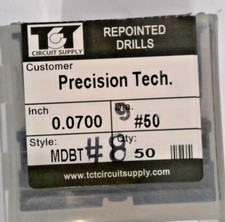 TCT
CIRCUIT SUPPLY
REPOINTED
DRILLS
Customer
Precision Tech.
Inch
0.0700
9
#50
Style:
Qty:
MDBT
#8
50
www.tctcircuitsupply.com